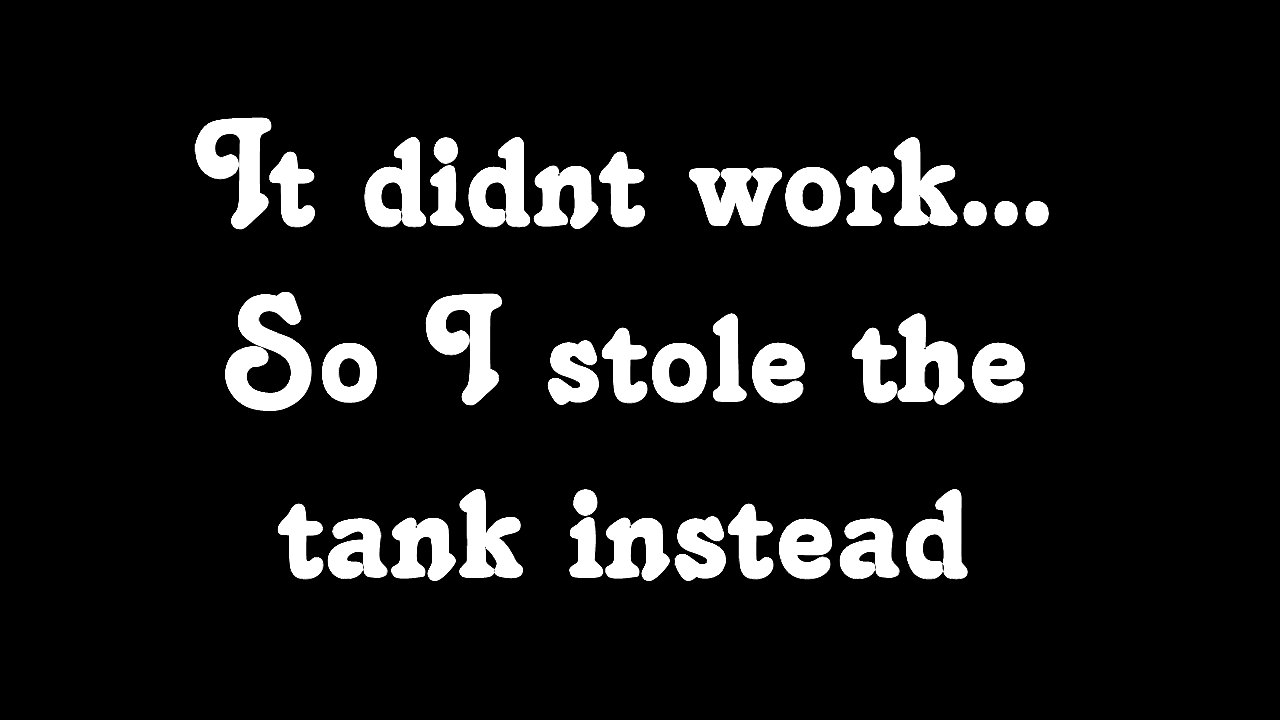 It didnt work...
So I stole the
tank instead